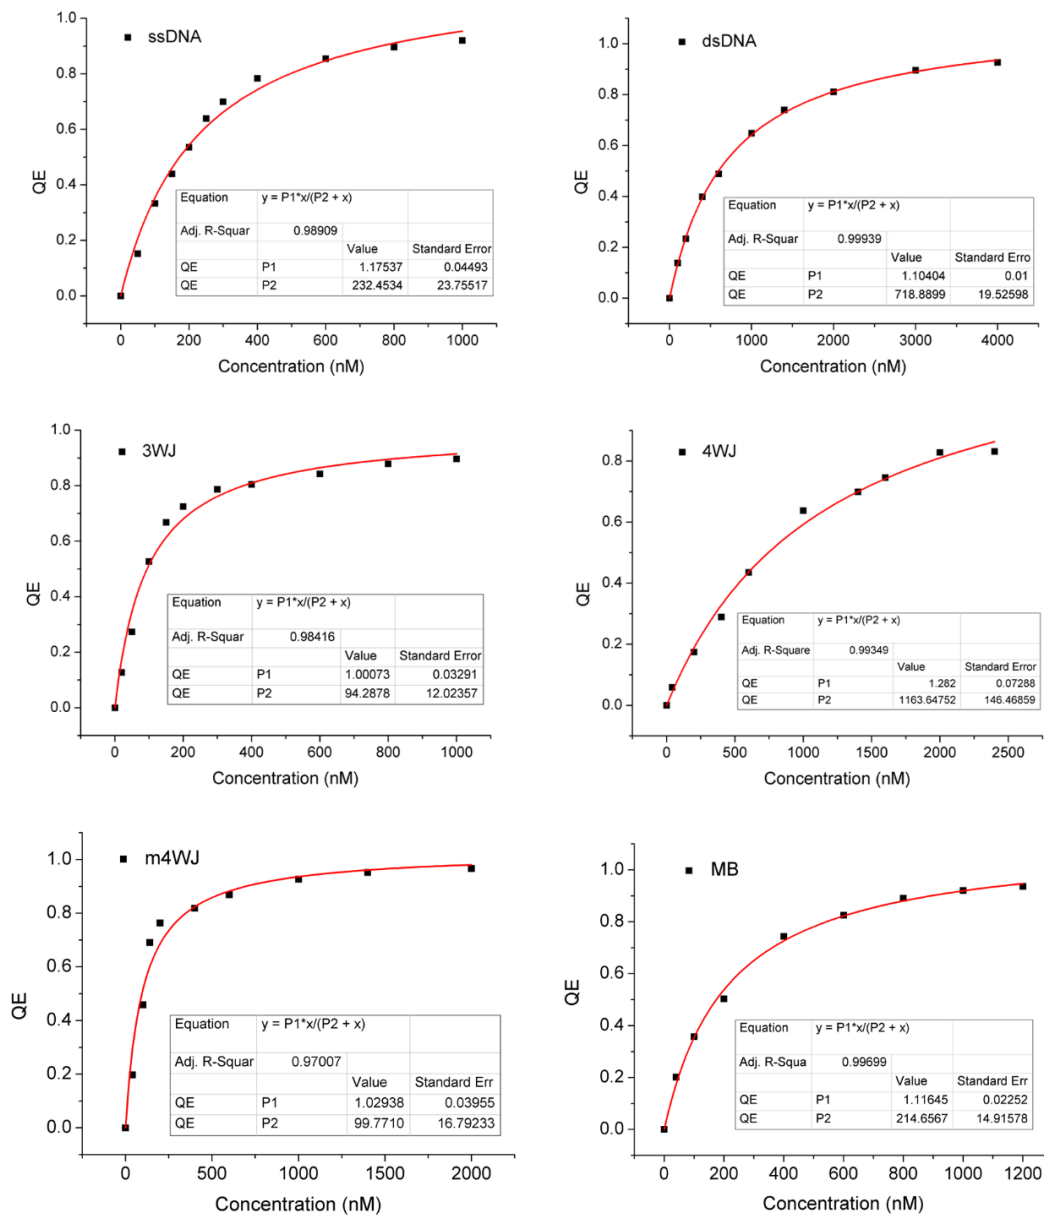 ssDNA
QE
1.0
0.8
0.6
0.4
0.2
0.0
Equation y = P1*x/(P2 + x)
Adj. R-Squar 0.98909
Value Standard Error
QE P1 1.17537 0.04493
QE P2 232.4534 23.75517
0 200 400 600 800 1000
Concentration (nM)
dsDNA
QE
1.0
0.8
0.6
0.4
0.2
0.0
Equation y = P1*x/(P2 + x)
Adj. R-Squar 0.99939
Value Standard Erro
QE P1 1.10404 0.01
QE P2 718.8899 19.52598
0 1000 2000 3000 4000
Concentration (nM)
3WJ
QE
1.0
0.8
0.6
0.4
0.2
0.0
Equation y = P1*x/(P2 + x)
Adj. R-Squar 0.98416
Value Standard Error
QE P1 1.00073 0.03291
QE P2 94.2878 12.02357
0 200 400 600 800 1000
Concentration (nM)
4WJ
QE
0.8
0.6
0.4
0.2
0.0
Equation y = P1*x/(P2 + x)
Adj. R-Square 0.99349
Value Standard Error
QE P1 1.282 0.07288
QE P2 1163.64752 146.46859
0 500 1000 1500 2000 2500
Concentration (nM)
m4WJ
QE
1.0
0.8
0.6
0.4
0.2
0.0
Equation y = P1*x/(P2 + x)
Adj. R-Squar 0.97007
Value Standard Err
QE P1 1.02938 0.03955
QE P2 99.7710 16.79233
0 500 1000 1500 2000
Concentration (nM)
MB
QE
1.0
0.8
0.6
0.4
0.2
0.0
Equation y = P1*x/(P2 + x)
Adj. R-Squa 0.99699
Value Standard Err
QE P1 1.11645 0.02252
QE P2 214.6567 14.91578
0 200 400 600 800 1000 1200
Concentration (nM)